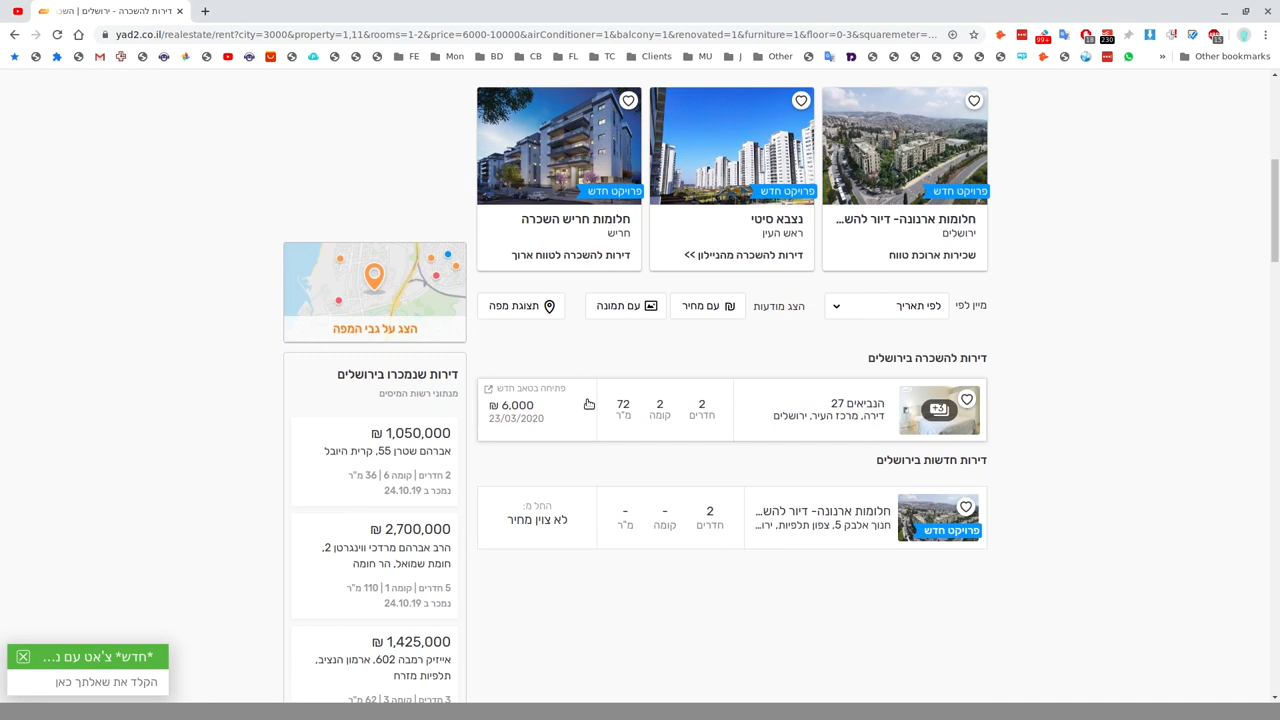 דירות להשכרה - ירושלים | השכ
yad2.co.il/realestate/rent?city=3000&property=1,11&rooms=1-2&price=6000-10000&airConditioner=1&balcony=1&renovated=1&furniture=1&floor=0-3&squaremeter=...
99+
18
230
15
FE
Mon
BD
CB
FL
TC
Clients
MU
J
Other
»
Other bookmarks
פרויקט חדש
חלומות ארנונה- דיור להש...
ירושלים
שכירות ארוכת טווח
פרויקט חדש
נצבא סיטי
ראש העין
דירות להשכרה מהניילון >>
פרויקט חדש
חלומות חריש השכרה
חריש
דירות להשכרה לטווח ארוך
מיין לפי
לפי תאריך
הצג מודעות
₪ עם מחיר
עם תמונה
תצוגת מפה
הצג על גבי המפה
דירות להשכרה בירושלים
+3
הנביאים 27
דירה, מרכז העיר, ירושלים
2
חדרים
2
קומה
72
מ"ר
פתיחה בטאב חדש
6,000 ₪
23/03/2020
דירות חדשות בירושלים
פרויקט חדש
חלומות ארנונה- דיור להש...
חנוך אלבק 5, צפון תלפיות, ירו...
2
חדרים
-
קומה
-
מ"ר
החל מ:
לא צוין מחיר
דירות שנמכרו בירושלים
מנתוני רשות המיסים
1,050,000 ₪
אברהם שטרן 55, קרית היובל
2 חדרים | קומה 6 | 36 מ"ר
נמכר ב 24.10.19
2,700,000 ₪
הרב אברהם מרדכי ווינגרטן 2,
חומת שמואל, הר חומה
5 חדרים | קומה 1 | 110 מ"ר
נמכר ב 24.10.19
1,425,000 ₪
אייזיק רמבה 602, ארמון הנציב,
תלפיות מזרח
3 חדרים | קומה 3 | 62 מ"ר
*חדש* צ'אט עם נ...
הקלד את שאלתך כאן